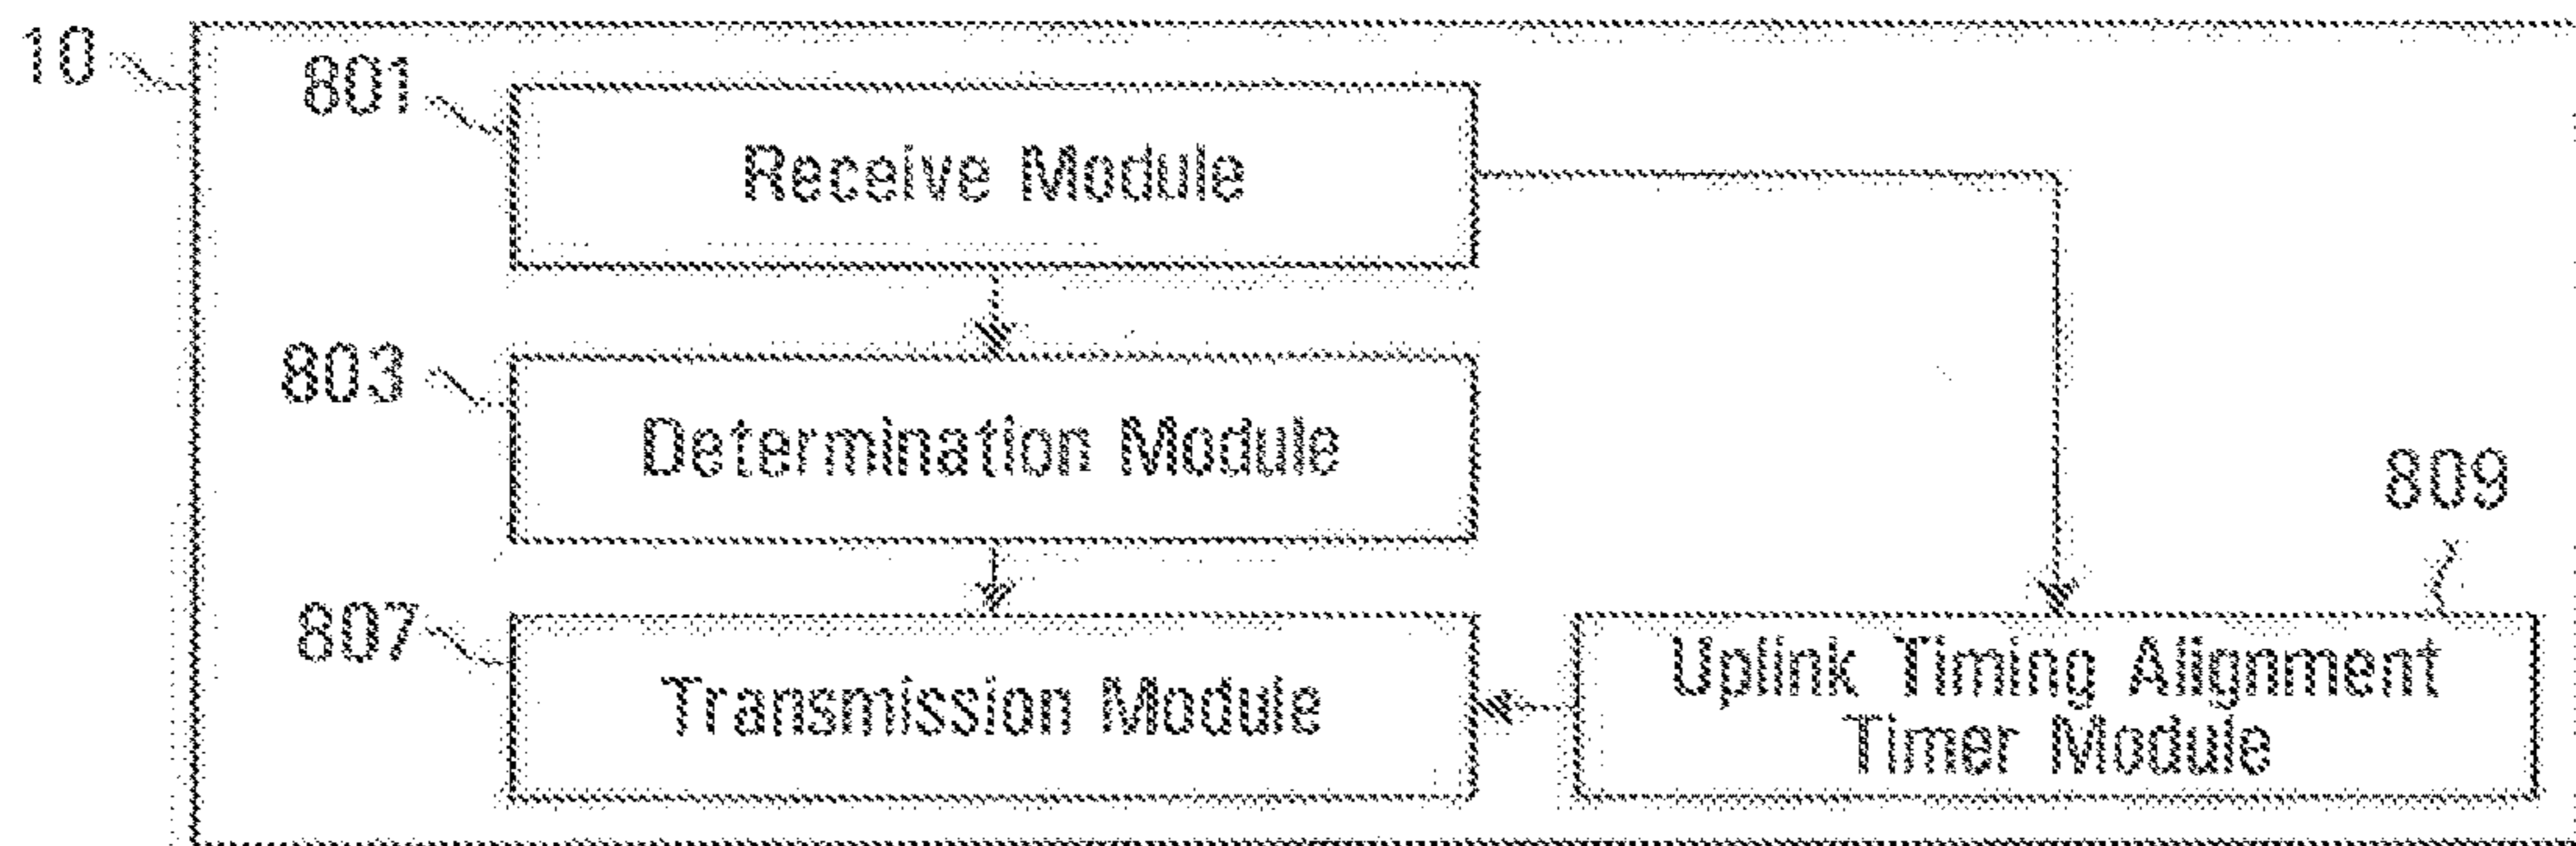 10
801
Receive Module
803
Determination Module
809
807
Transmission Module
Uplink Timing Alignment
Timer Module